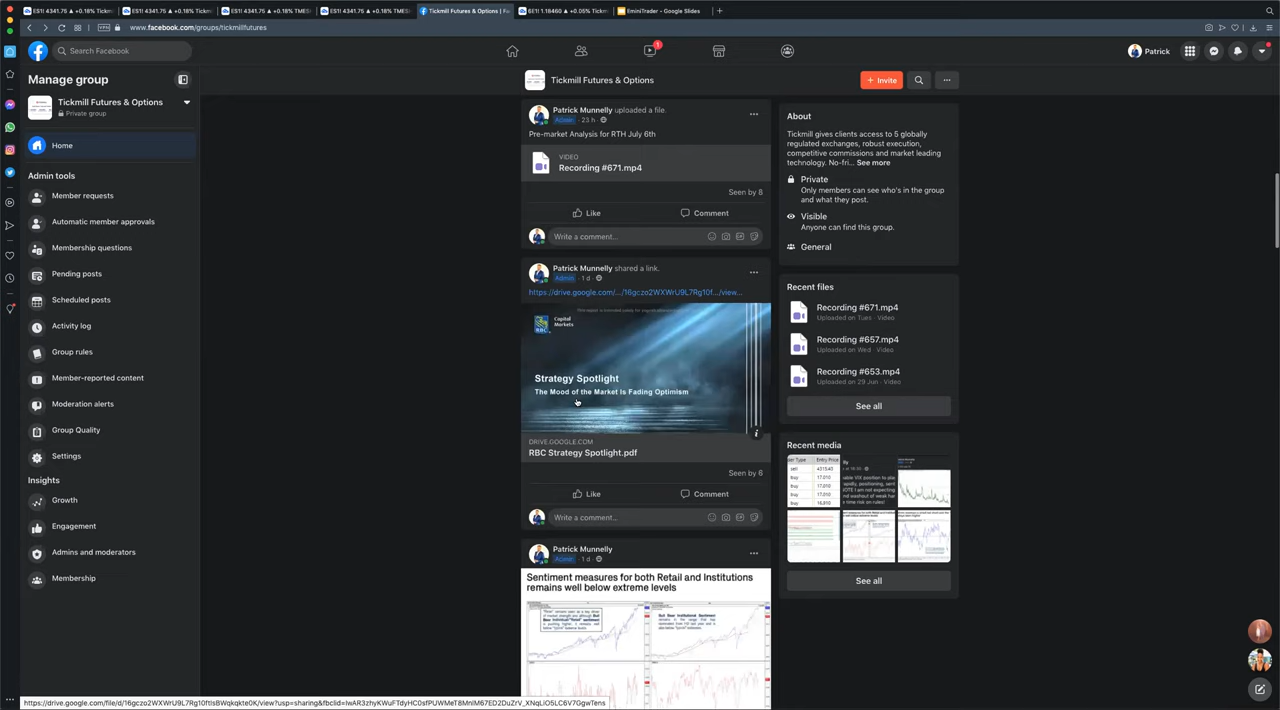 ES1! 4341.75 ▲ +0.18% Tickm
ES1! 4341.75 ▲ +0.18% Tickm
ES1! 4341.75 ▲ +0.18% TMES
ES1! 4341.75 ▲ +0.18% TMES
Tickmill Futures & Options | Fa
6E1! 1.18460 ▲ +0.05% Tickm
EminiTrader - Google Slides
VPN
www.facebook.com/groups/tickmillfutures
Search Facebook
1
Patrick
Manage group
Tickmill Futures & Options
Private group
Home
Admin tools
Member requests
Automatic member approvals
Membership questions
Pending posts
Scheduled posts
Activity log
Group rules
Member-reported content
Moderation alerts
Group Quality
Settings
Insights
Growth
Engagement
Admins and moderators
Membership
Tickmill Futures & Options
+ Invite
Patrick Munnelly uploaded a file.
Admin · 23 h ·
Pre-market Analysis for RTH July 6th
VIDEO
Recording #671.mp4
Seen by 8
Like
Comment
Write a comment...
Patrick Munnelly shared a link.
Admin · 1 d ·
https://drive.google.com/.../16gczo2WXWrU9L7Rg10f.../view...
RBC
Capital
Markets
Strategy Spotlight
The Mood of the Market Is Fading Optimism
DRIVE.GOOGLE.COM
RBC Strategy Spotlight.pdf
Seen by 6
Like
Comment
Write a comment...
Patrick Munnelly
Admin · 1 d ·
Sentiment measures for both Retail and Institutions
remains well below extreme levels
About
Tickmill gives clients access to 5 globally
regulated exchanges, robust execution,
competitive commissions and market leading
technology. No-fri... See more
Private
Only members can see who's in the group
and what they post.
Visible
Anyone can find this group.
General
Recent files
Recording #671.mp4
Uploaded on Tues · Video
Recording #657.mp4
Uploaded on Wed · Video
Recording #653.mp4
Uploaded on 29 Jun · Video
See all
Recent media
Entry Price
See all